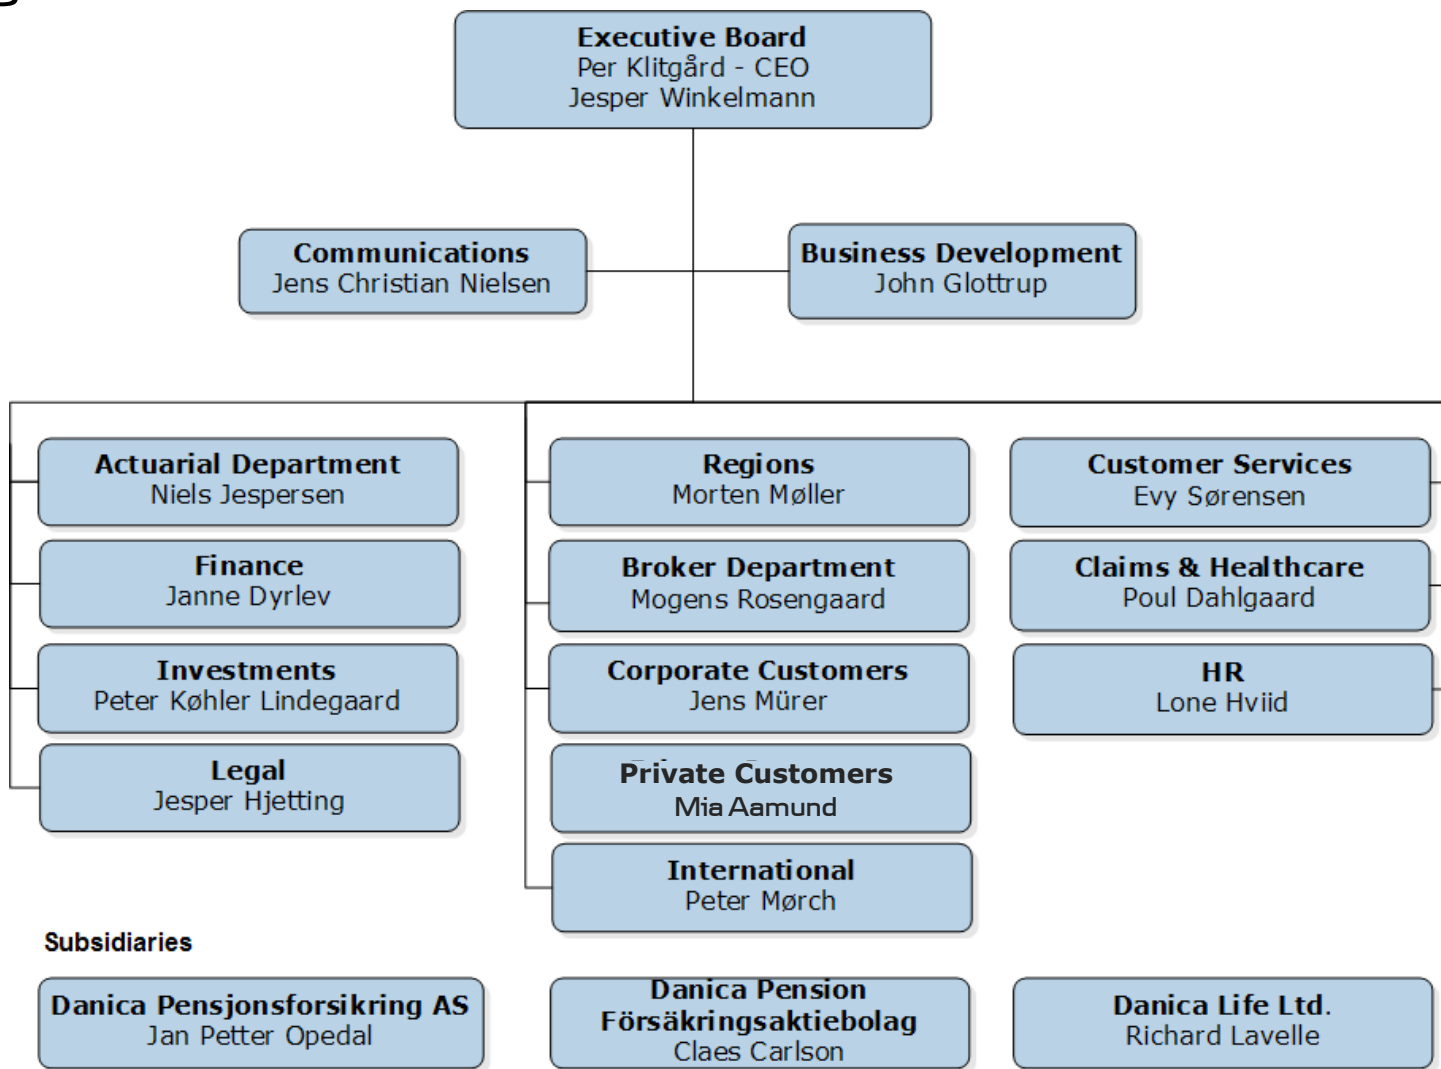 Executive Board
Per Klitgård - CEO
Jesper Winkelmann
Communications
Jens Christian Nielsen
Business Development
John Glottrup
Actuarial Department
Niels Jespersen
Finance
Janne Dyrlev
Investments
Peter Køhler Lindegaard
Legal
Jesper Hjetting
Regions
Morten Møller
Broker Department
Mogens Rosengaard
Corporate Customers
Jens Mürer
Private Customers
Mia Aamund
International
Peter Mørch
Customer Services
Evy Sørensen
Claims & Healthcare
Poul Dahlgaard
HR
Lone Hviid
Subsidiaries
Danica Pensjonsforsikring AS
Jan Petter Opedal
Danica Pension
Försäkringsaktiebolag
Claes Carlson
Danica Life Ltd.
Richard Lavelle